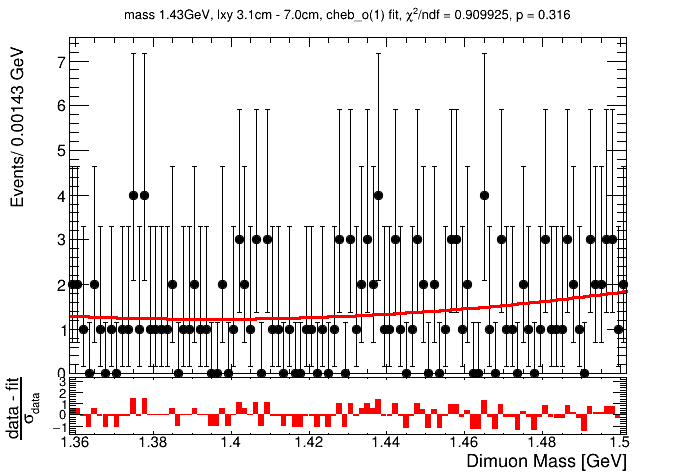 mass 1.43GeV, lxy 3.1cm - 7.0cm, cheb_o(1) fit, χ²/ndf = 0.909925, p = 0.316
Events/ 0.00143 GeV
7
6
5
4
3
2
1
0
data - fit
σdata
3
2
1
0
−1
1.36 1.38 1.4 1.42 1.44 1.46 1.48 1.5
Dimuon Mass [GeV]